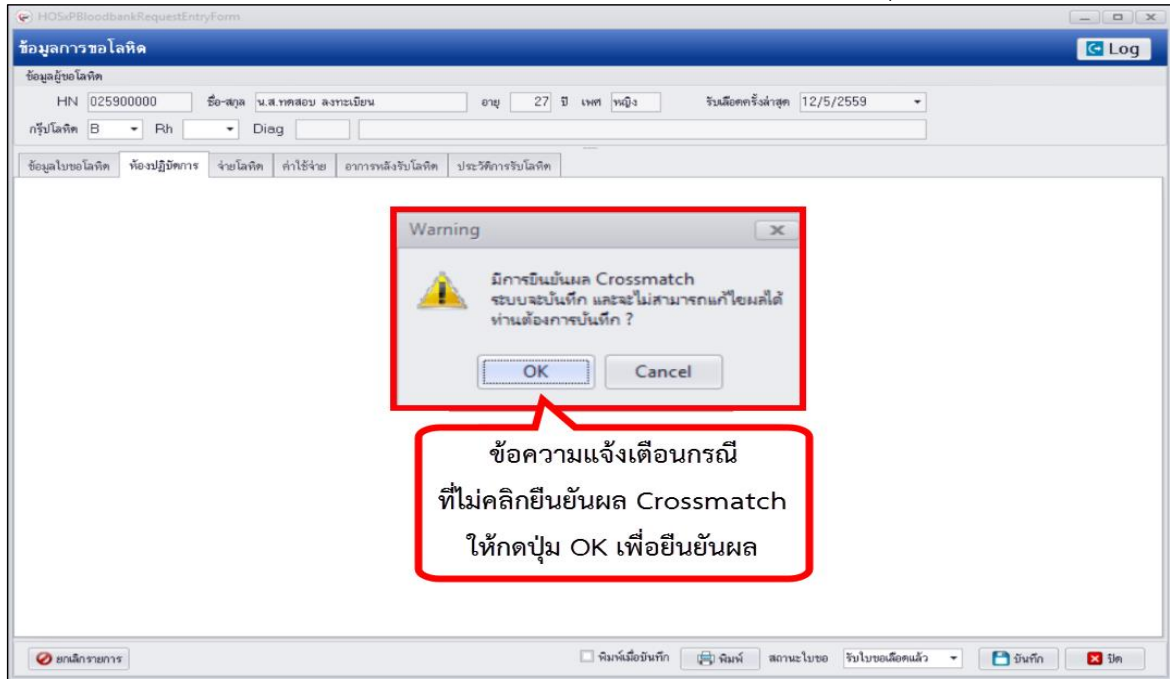 HOSxPBloodbankRequestEntryForm
ข้อมูลการขอโลหิต Log
ข้อมูลผู้ขอโลหิต
HN 025900000 ชื่อ-สกุล น.ส.ทดสอบ ลงทะเบียน อายุ 27 ปี เพศ หญิง รับเลือดครั้งล่าสุด 12/5/2559
กรุ๊ปโลหิต B Rh Diag
ข้อมูลใบขอโลหิต ห้องปฏิบัติการ จ่ายโลหิต ค่าใช้จ่าย อาการหลังรับโลหิต ประวัติการรับโลหิต
Warning
มีการยืนยันผล Crossmatch
ระบบจะบันทึก และจะไม่สามารถแก้ไขผลได้
ท่านต้องการบันทึก ?
OK Cancel
ข้อความแจ้งเตือนกรณี
ที่ไม่คลิกยืนยันผล Crossmatch
ให้กดปุ่ม OK เพื่อยืนยันผล
ยกเลิกรายการ พิมพ์เมื่อบันทึก พิมพ์ สถานะใบขอ รับใบขอเลือดแล้ว บันทึก ปิด